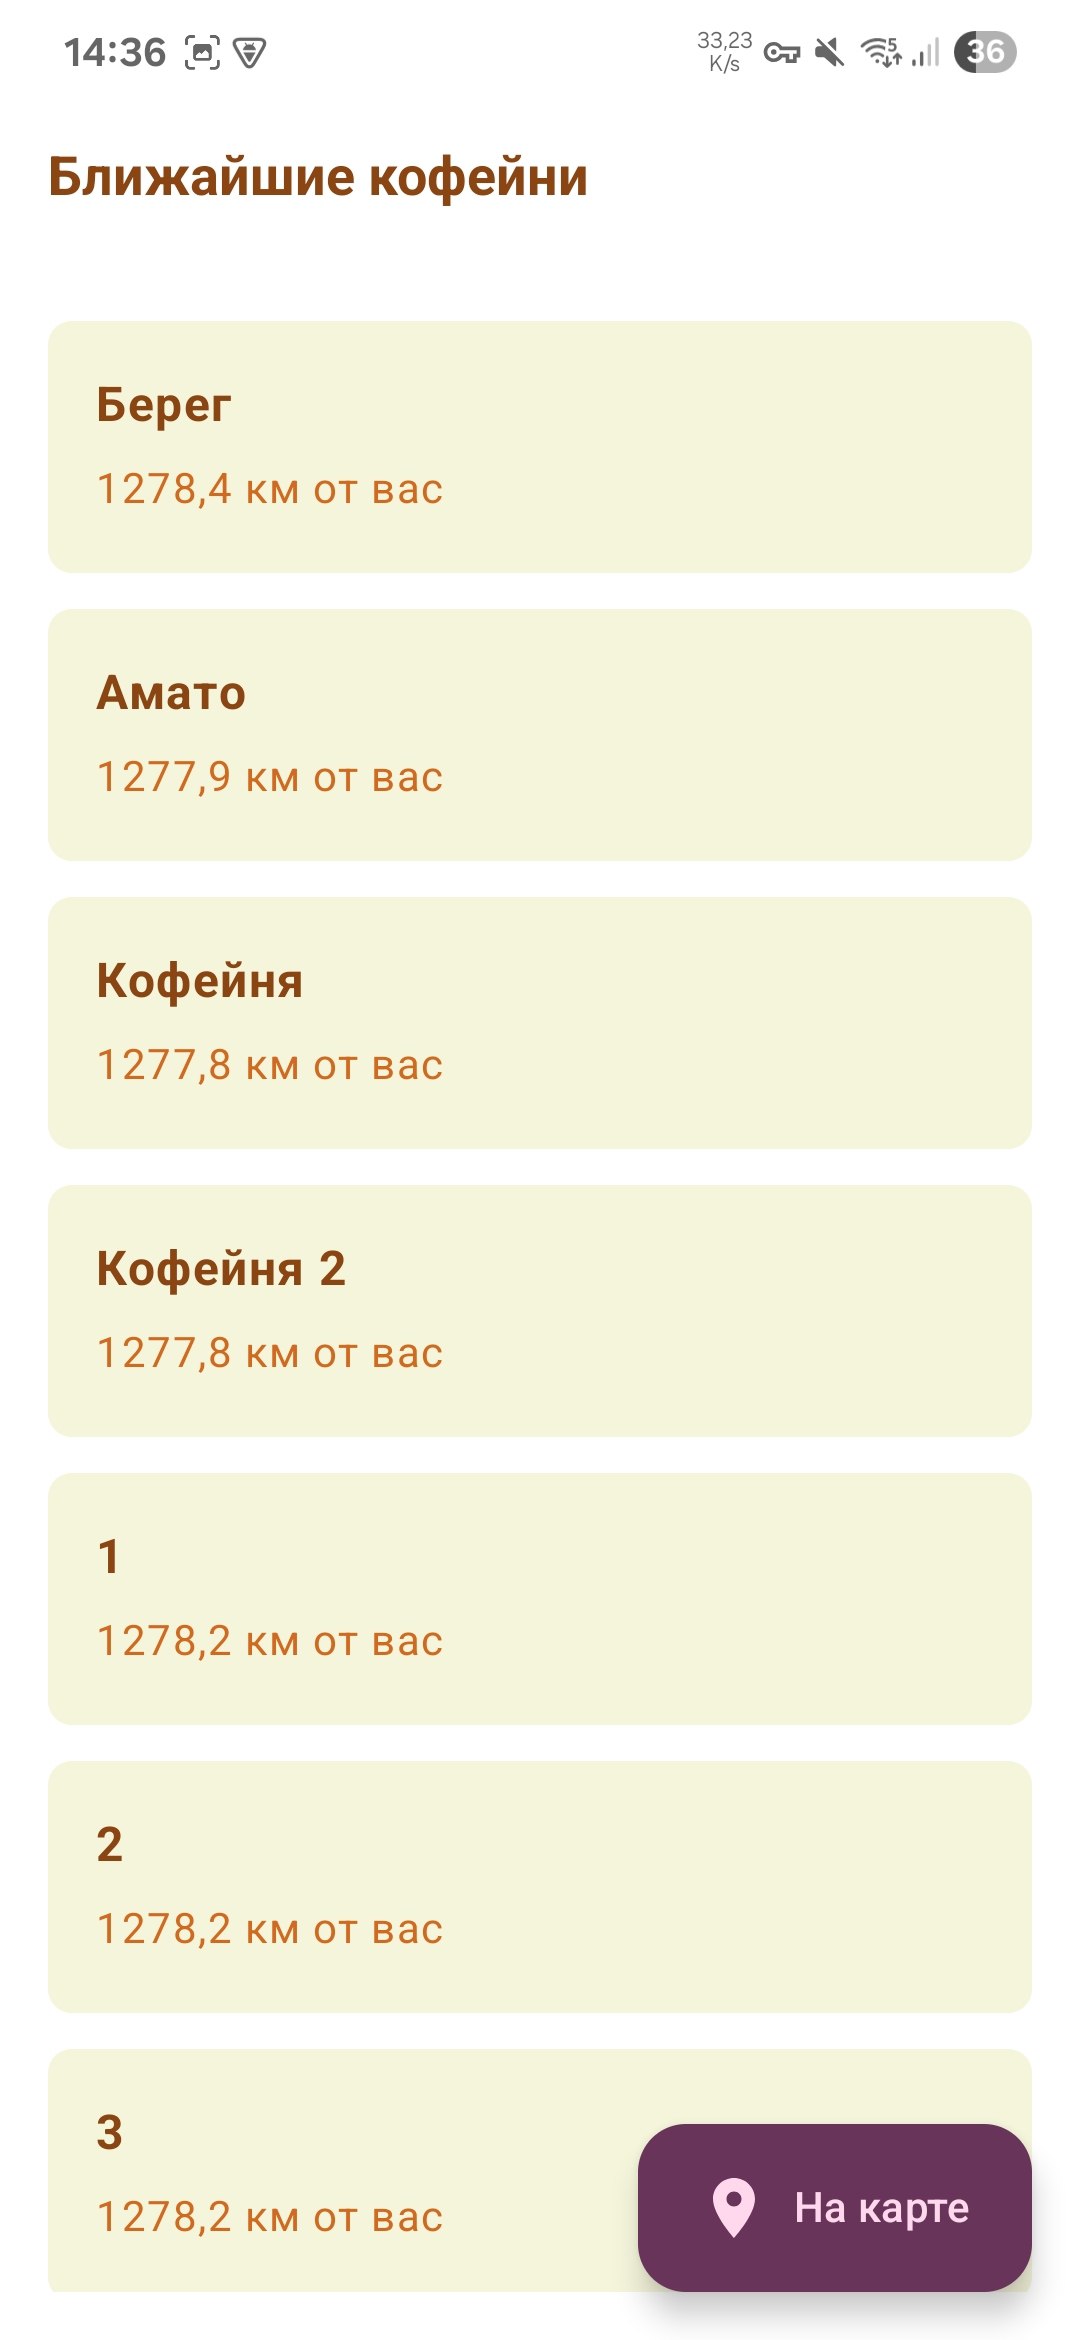 14:36
33,23
K/s
5
36
Ближайшие кофейни
Берег
1278,4 км от вас
Амато
1277,9 км от вас
Кофейня
1277,8 км от вас
Кофейня 2
1277,8 км от вас
1
1278,2 км от вас
2
1278,2 км от вас
3
1278,2 км от вас
На карте